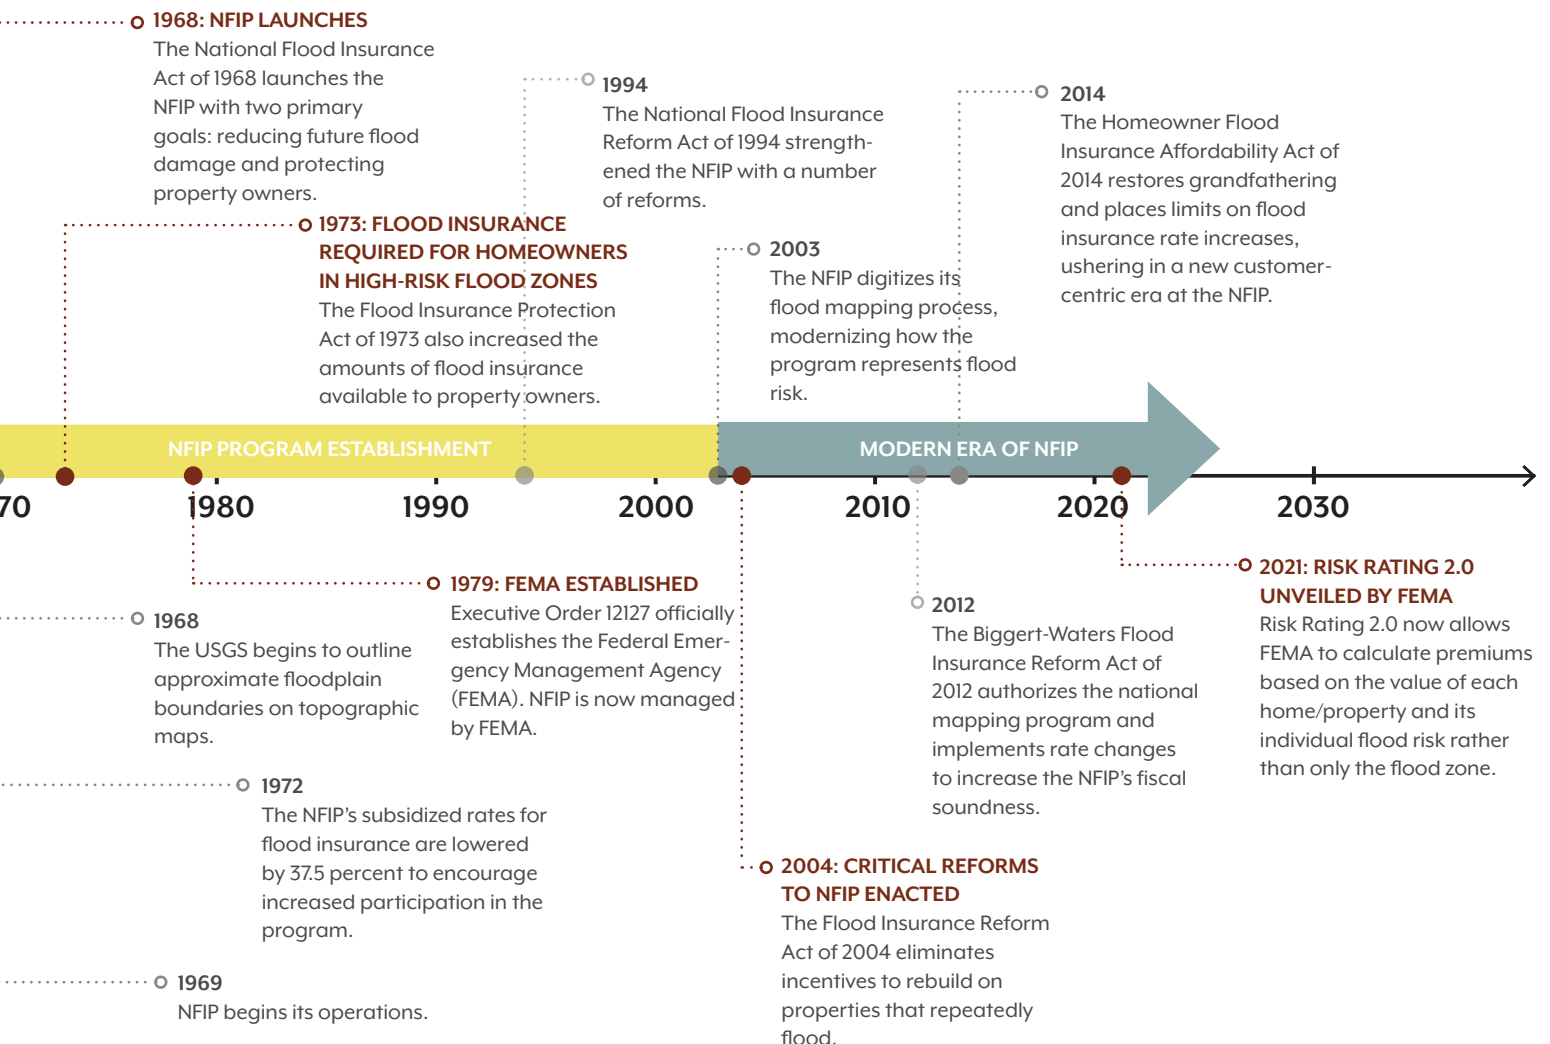 1968: NFIP LAUNCHES
The National Flood Insurance
Act of 1968 launches the
NFIP with two primary
goals: reducing future flood
damage and protecting
property owners.
1994
The National Flood Insurance
Reform Act of 1994 strength-
ened the NFIP with a number
of reforms.
2014
The Homeowner Flood
Insurance Affordability Act of
2014 restores grandfathering
and places limits on flood
insurance rate increases,
ushering in a new customer-
centric era at the NFIP.
1973: FLOOD INSURANCE
REQUIRED FOR HOMEOWNERS
IN HIGH-RISK FLOOD ZONES
The Flood Insurance Protection
Act of 1973 also increased the
amounts of flood insurance
available to property owners.
2003
The NFIP digitizes its
flood mapping process,
modernizing how the
program represents flood
risk.
NFIP PROGRAM ESTABLISHMENT
MODERN ERA OF NFIP
70 1980 1990 2000 2010 2020 2030
1979: FEMA ESTABLISHED
Executive Order 12127 officially
establishes the Federal Emer-
gency Management Agency
(FEMA). NFIP is now managed
by FEMA.
2021: RISK RATING 2.0
UNVEILED BY FEMA
Risk Rating 2.0 now allows
FEMA to calculate premiums
based on the value of each
home/property and its
individual flood risk rather
than only the flood zone.
1968
The USGS begins to outline
approximate floodplain
boundaries on topographic
maps.
2012
The Biggert-Waters Flood
Insurance Reform Act of
2012 authorizes the national
mapping program and
implements rate changes
to increase the NFIP's fiscal
soundness.
1972
The NFIP's subsidized rates for
flood insurance are lowered
by 37.5 percent to encourage
increased participation in the
program.
2004: CRITICAL REFORMS
TO NFIP ENACTED
The Flood Insurance Reform
Act of 2004 eliminates
incentives to rebuild on
properties that repeatedly
flood.
1969
NFIP begins its operations.